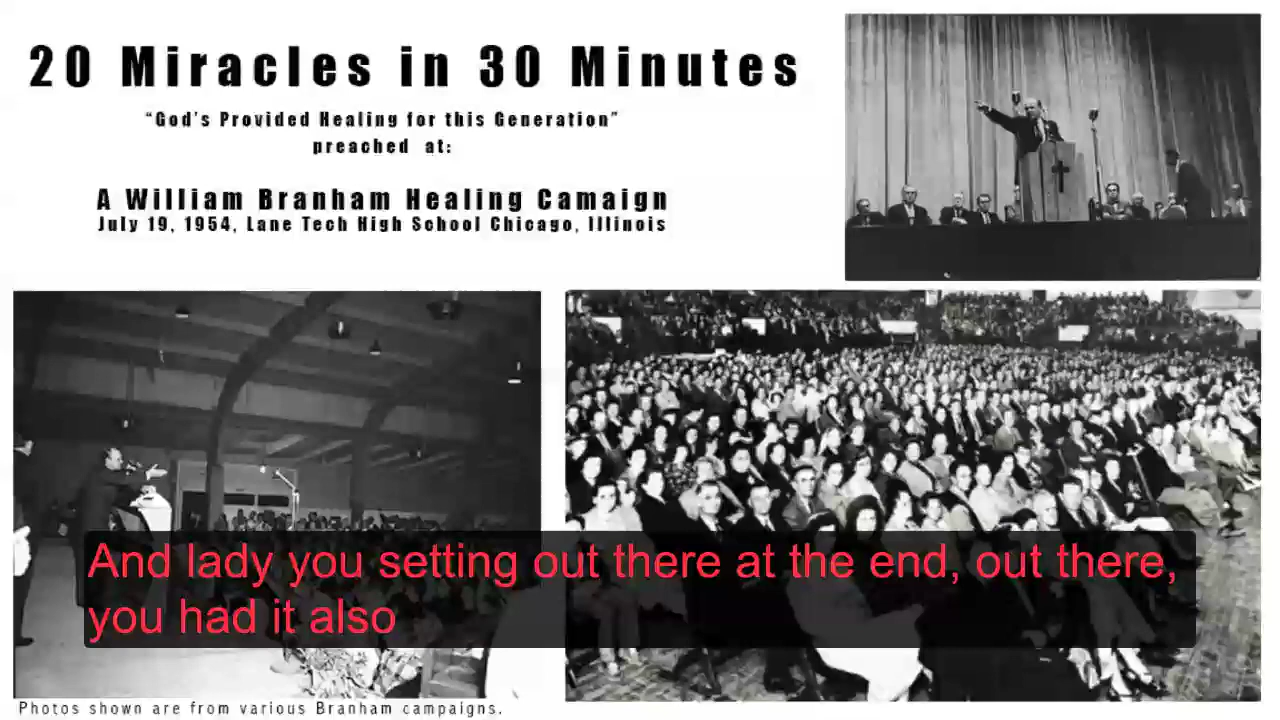 20 Miracles in 30 Minutes
"God's Provided Healing for this Generation"
preached at:
A William Branham Healing Camaign
July 19, 1954, Lane Tech High School Chicago, Illinois
And lady you setting out there at the end, out there,
you had it also
Photos shown are from various Branham campaigns.